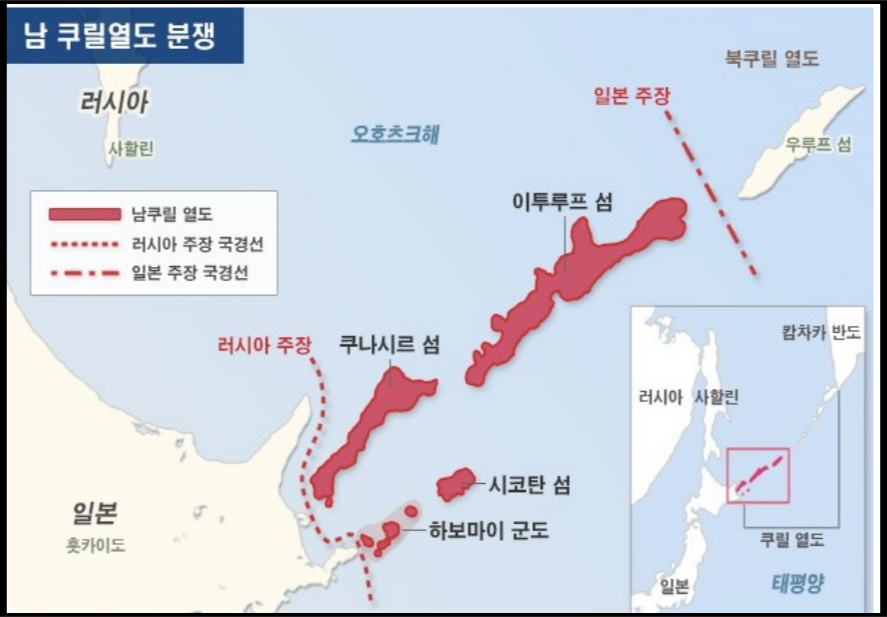 남 쿠릴열도 분쟁
러시아
사할린
오호츠크해
일본 주장
북쿠릴 열도
우루프 섬
남쿠릴 열도
러시아 주장 국경선
일본 주장 국경선
이투루프 섬
러시아 주장
쿠나시르 섬
시코탄 섬
하보마이 군도
일본
홋카이도
캄차카 반도
러시아
사할린
쿠릴 열도
일본
태평양